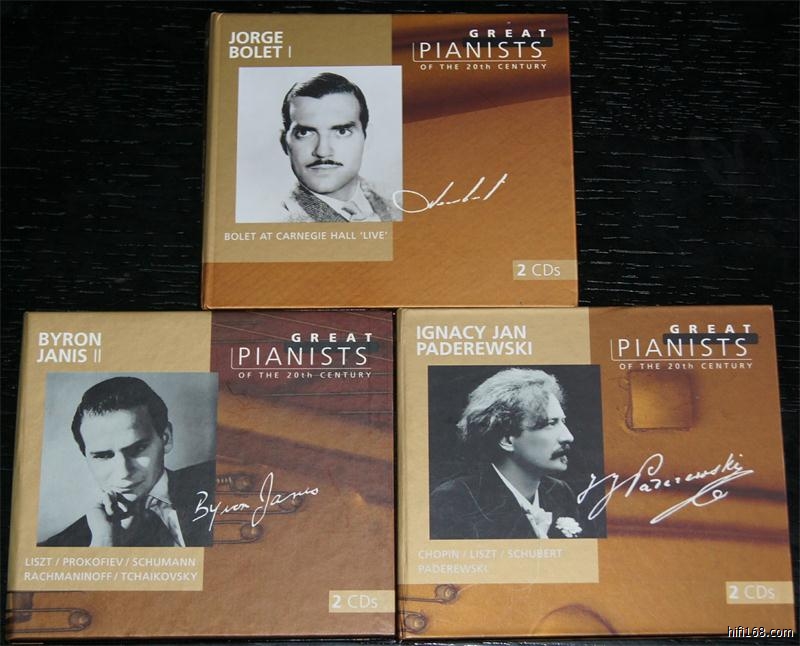 JORGE
BOLET I
GREAT
PIANISTS
OF THE 20th CENTURY
BOLET AT CARNEGIE HALL 'LIVE'
2 CDs
BYRON
JANIS II
GREAT
PIANISTS
OF THE 20th CENTURY
Byron Janis
LISZT / PROKOFIEV / SCHUMANN
RACHMANINOFF / TCHAIKOVSKY
2 CDs
IGNACY JAN
PADEREWSKI
GREAT
PIANISTS
OF THE 20th CENTURY
Paderewski
CHOPIN / LISZT / SCHUBERT
PADEREWSKI
2 CDs
hifi168.com